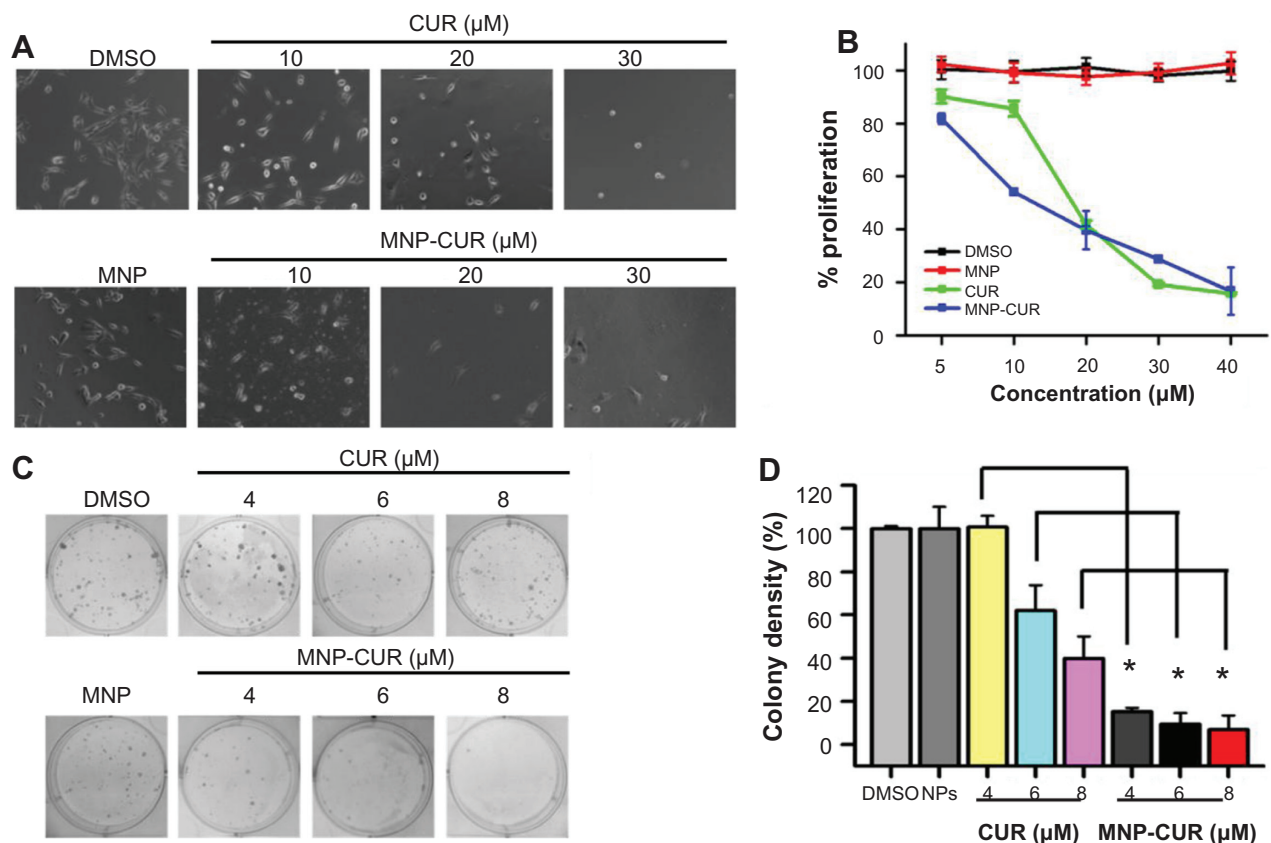 A
CUR (µM)
DMSO
10
20
30
MNP-CUR (µM)
MNP
10
20
30
B
% proliferation
100
80
60
40
20
0
DMSO
MNP
CUR
MNP-CUR
5
10
20
30
40
Concentration (µM)
C
CUR (µM)
DMSO
4
6
8
MNP-CUR (µM)
MNP
4
6
8
D
Colony density (%)
120
100
80
60
40
20
0
*
*
*
DMSO NPs 4 6 8 4 6 8
CUR (µM) MNP-CUR (µM)